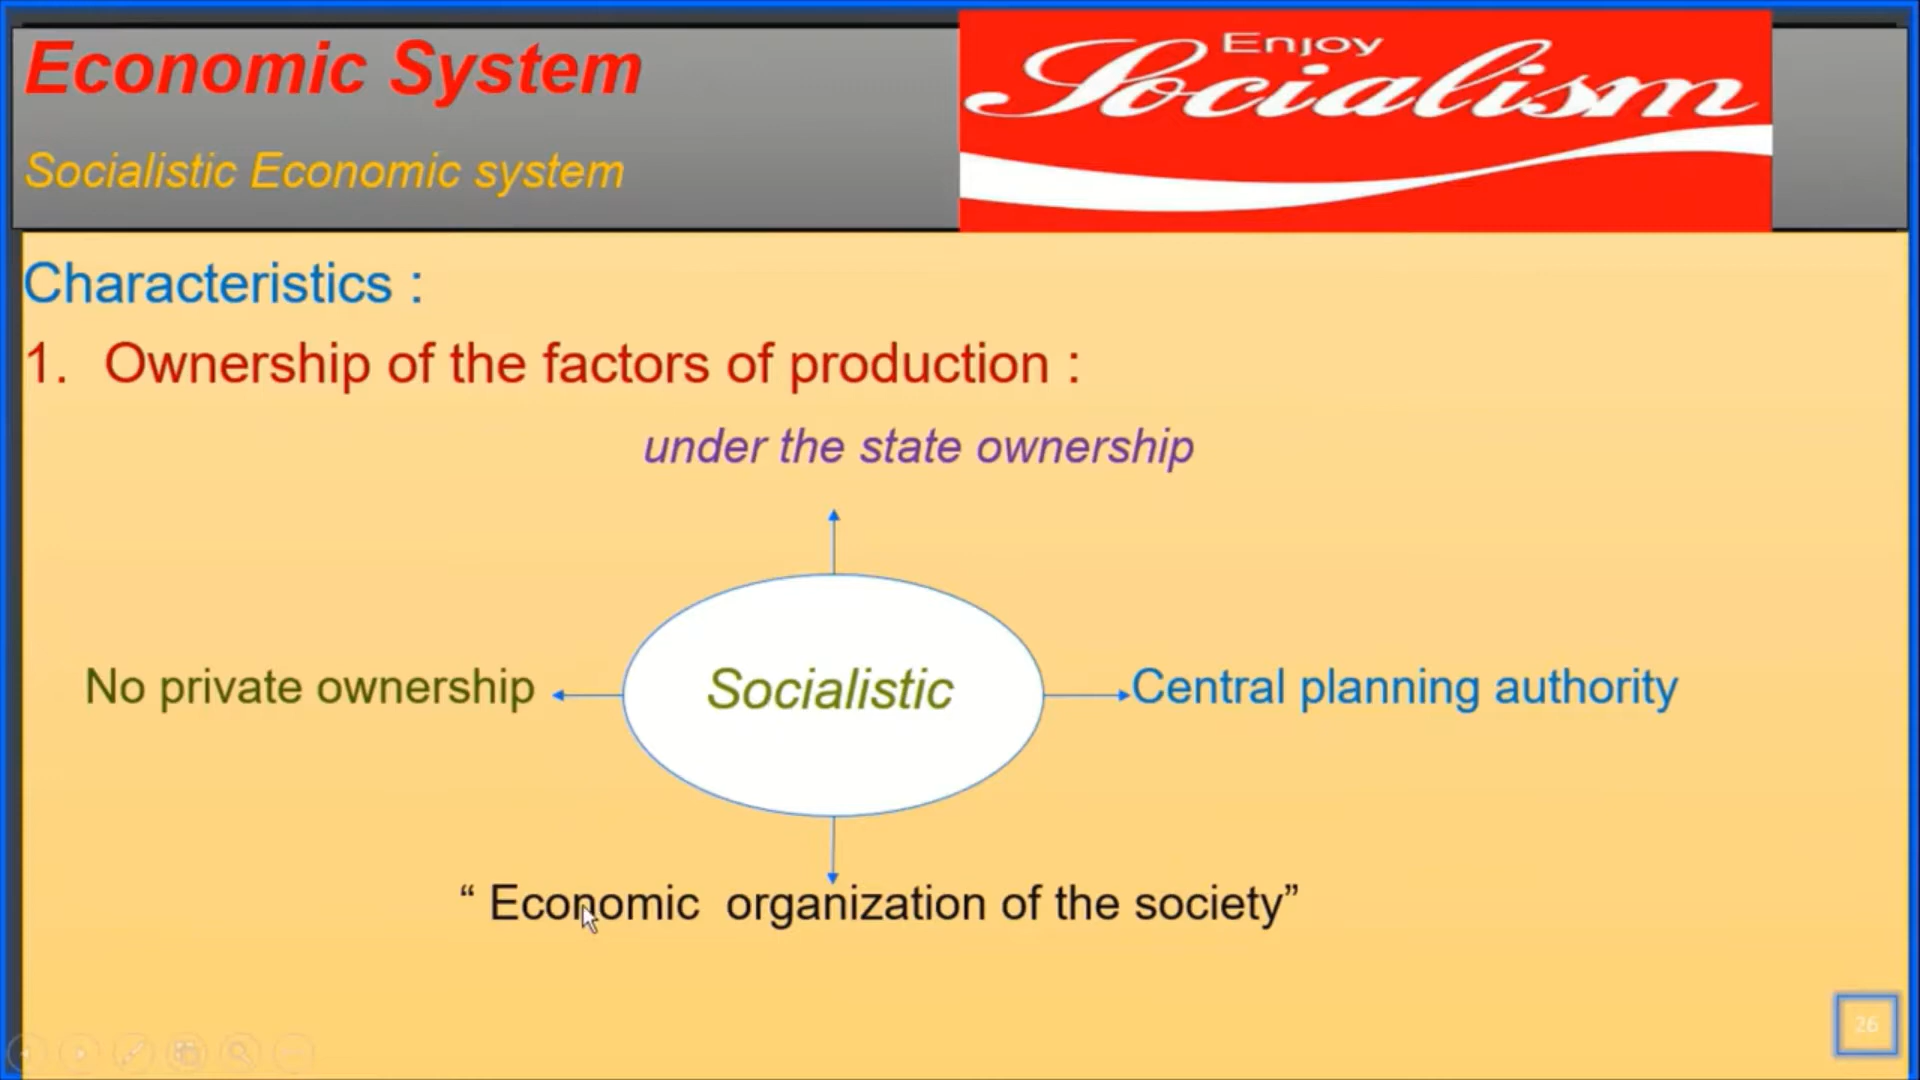 Economic System
Enjoy
Socialism
Socialistic Economic system
Characteristics :
1. Ownership of the factors of production :
under the state ownership
No private ownership
Socialistic
Central planning authority
“ Economic organization of the society”
26